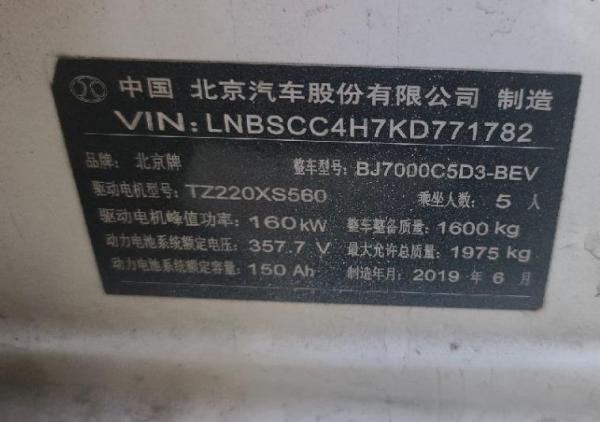 中国 北京汽车股份有限公司 制造
VIN: LNBSCC4H7KD771782
品牌: 北京牌 整车型号: BJ7000C5D3-BEV
驱动电机型号: TZ220XS560 乘坐人数: 5 人
驱动电机峰值功率: 160kW 整车整备质量: 1600kg
动力电池系统额定电压: 357.7 V 最大允许总质量: 1975 kg
动力电池系统额定容量: 150 Ah 制造年月: 2019 年 6 月